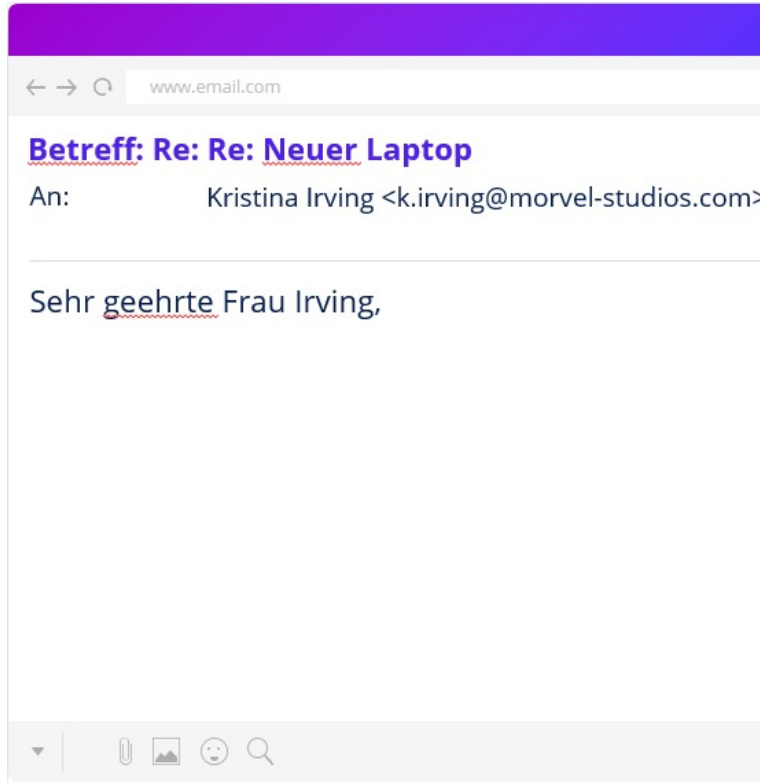 www.email.com
Betreff: Re: Re: Neuer Laptop
An: Kristina Irving <k.irving@morvel-studios.com>
Sehr geehrte Frau Irving,